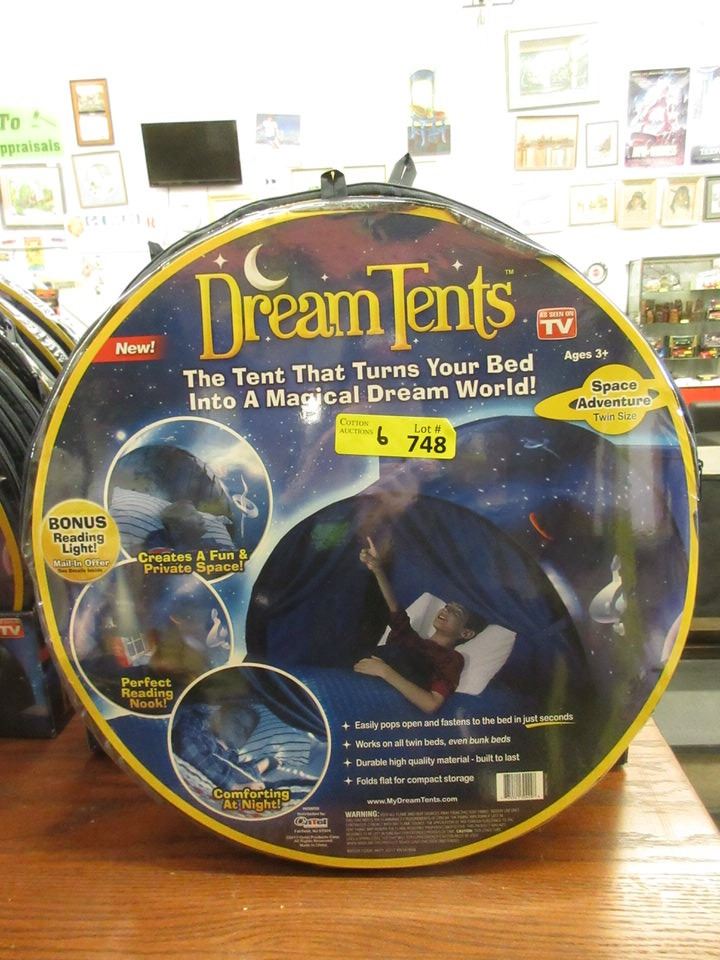 To
ppraisals
Dream Tents™
AS SEEN ON
TV
New!
The Tent That Turns Your Bed
Into A Magical Dream World!
Ages 3+
Space
Adventure
Twin Size
COTTON
AUCTIONS
6
Lot #
748
BONUS
Reading
Light!
Mail-In Offer
Creates A Fun &
Private Space!
Perfect
Reading
Nook!
Comforting
At Night!
Easily pops open and fastens to the bed in just seconds
Works on all twin beds, even bunk beds
Durable high quality material - built to last
Folds flat for compact storage
www.MyDreamTents.com
WARNING:
Ontel
TV